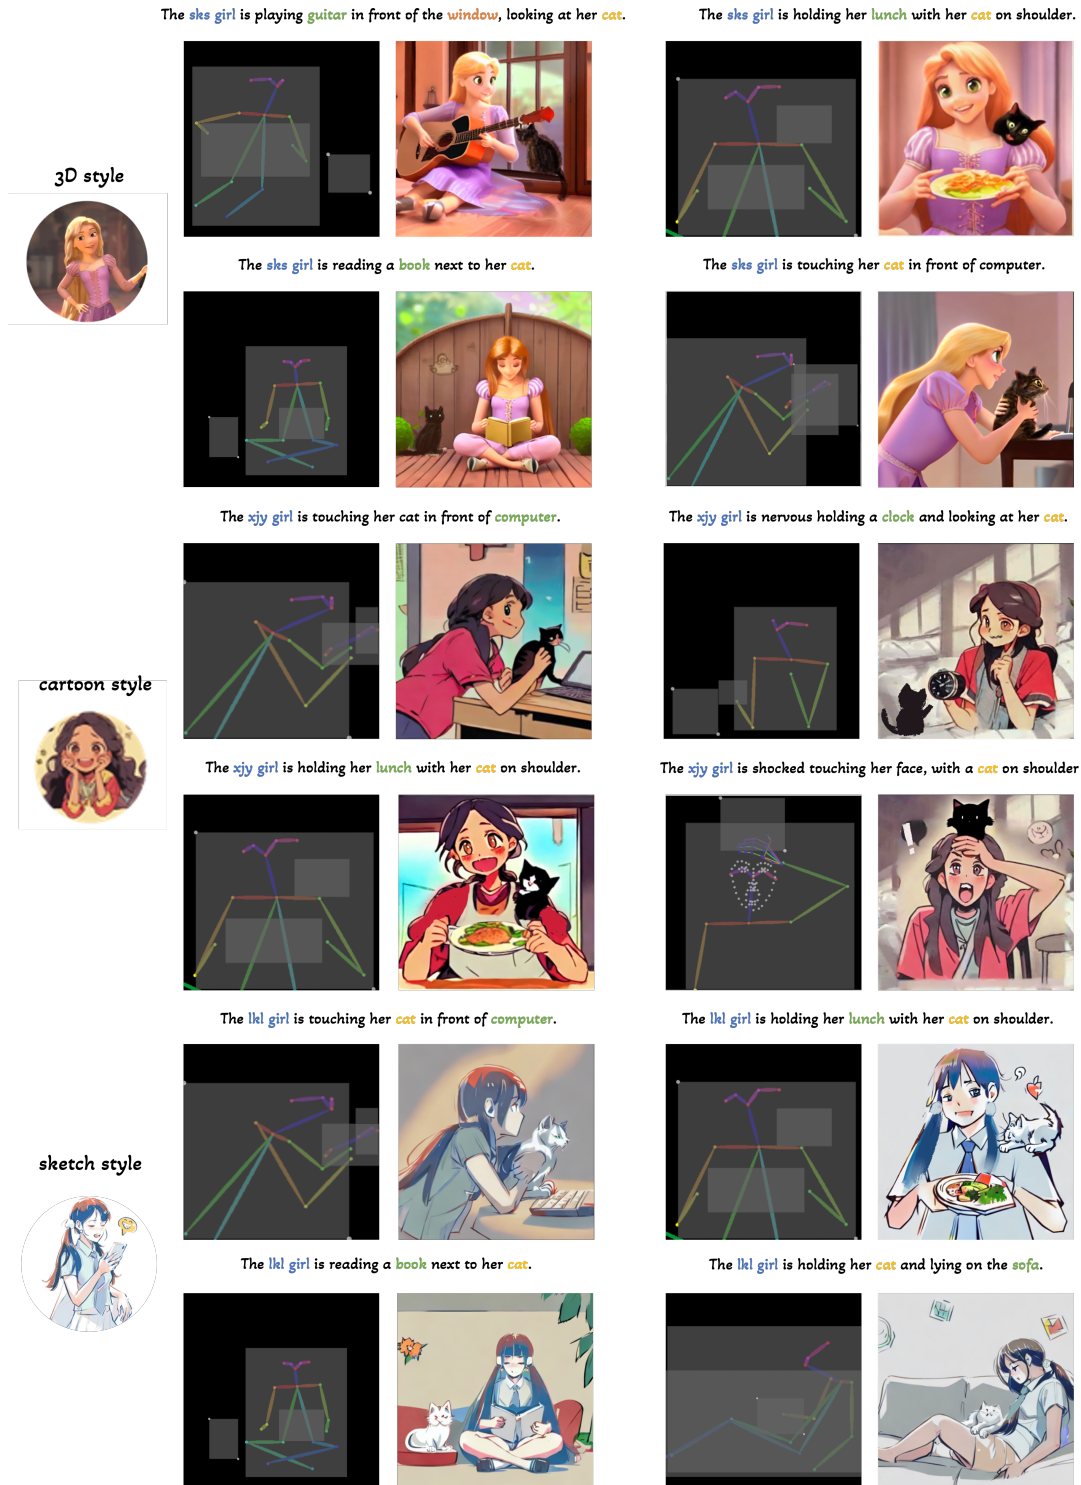 The sks girl is playing guitar in front of the window, looking at her cat.
The sks girl is holding her lunch with her cat on shoulder.
3D style
The sks girl is reading a book next to her cat.
The sks girl is touching her cat in front of computer.
The xjy girl is touching her cat in front of computer.
The xjy girl is nervous holding a clock and looking at her cat.
cartoon style
The xjy girl is holding her lunch with her cat on shoulder.
The xjy girl is shocked touching her face, with a cat on shoulder
The lkl girl is touching her cat in front of computer.
The lkl girl is holding her lunch with her cat on shoulder.
sketch style
The lkl girl is reading a book next to her cat.
The lkl girl is holding her cat and lying on the sofa.